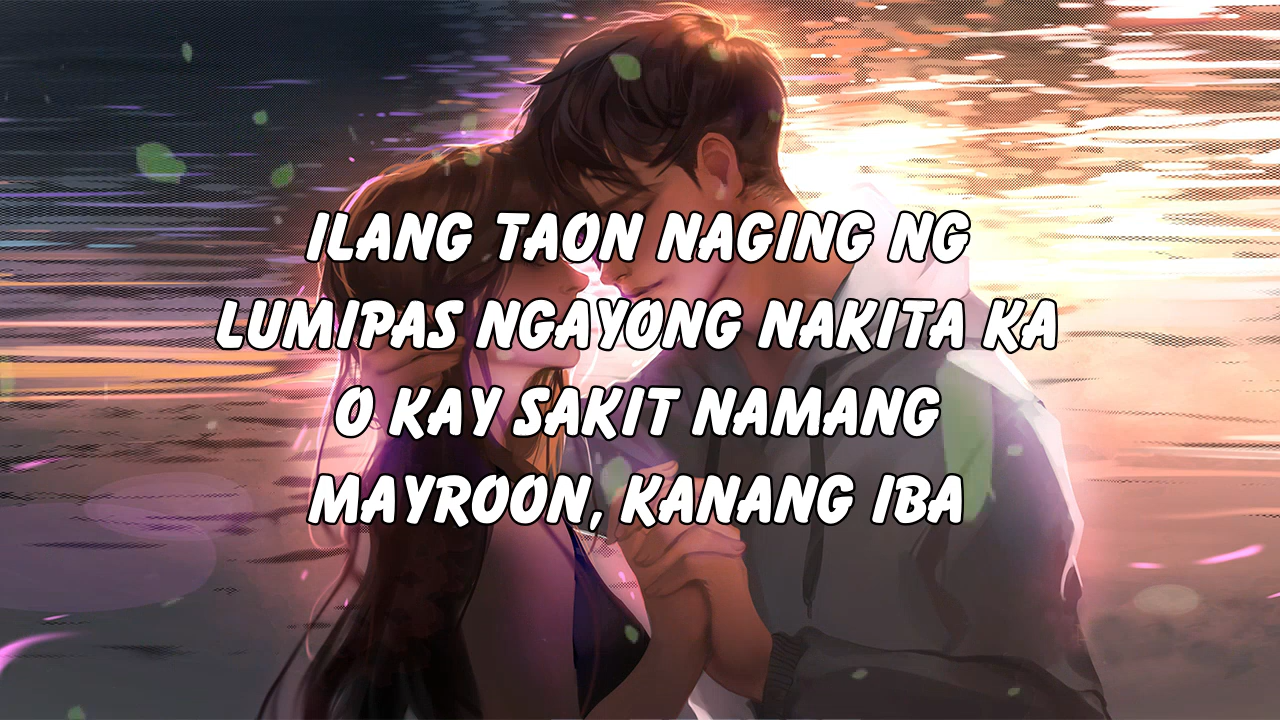 ILANG TAON NAGING NG
LUMIPAS NGAYONG NAKITA KA
O KAY SAKIT NAMANG
MAYROON, KANANG IBA